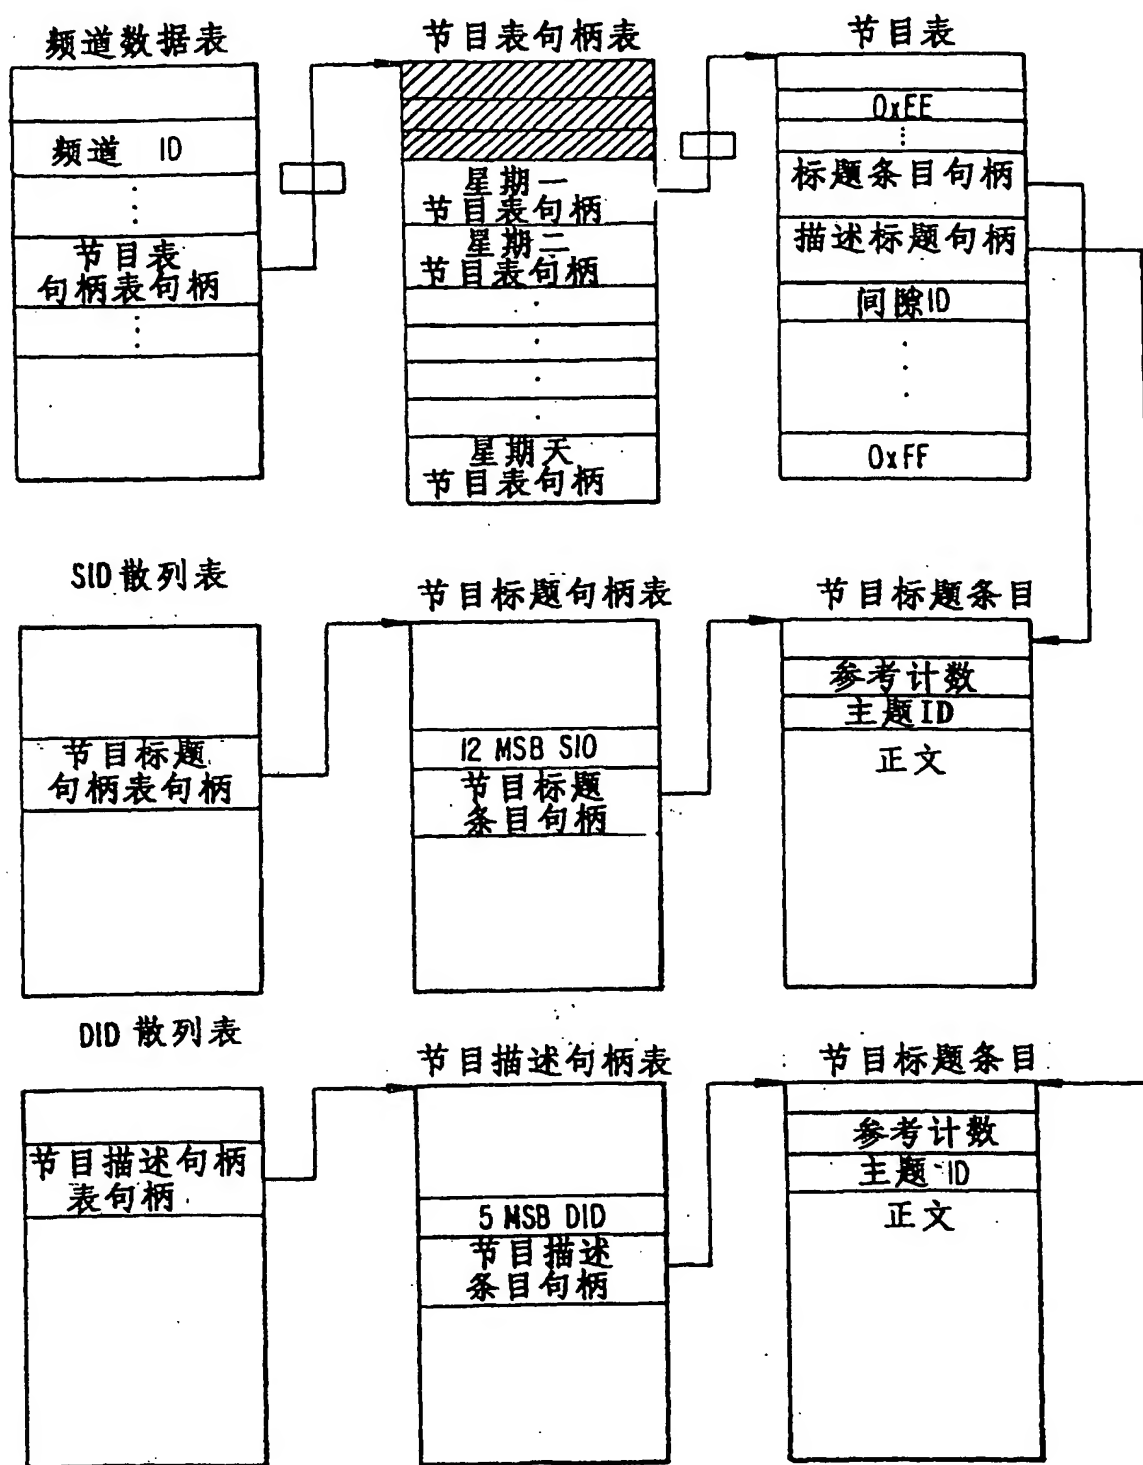 频道数据表
频道 ID
节目表
句柄表句柄
节目表句柄表
星期一
节目表句柄
星期二
节目表句柄
星期天
节目表句柄
节目表
0xFE
标题条目句柄
描述标题句柄
间隙ID
0xFF
SID散列表
节目标题
句柄表句柄
节目标题句柄表
12 MSB SIO
节目标题
条目句柄
节目标题条目
参考计数
主题ID
正文
DID 散列表
节目描述句柄
表句柄
节目描述句柄表
5 MSB DID
节目描述
条目句柄
节目标题条目
参考计数
主题 ID
正文